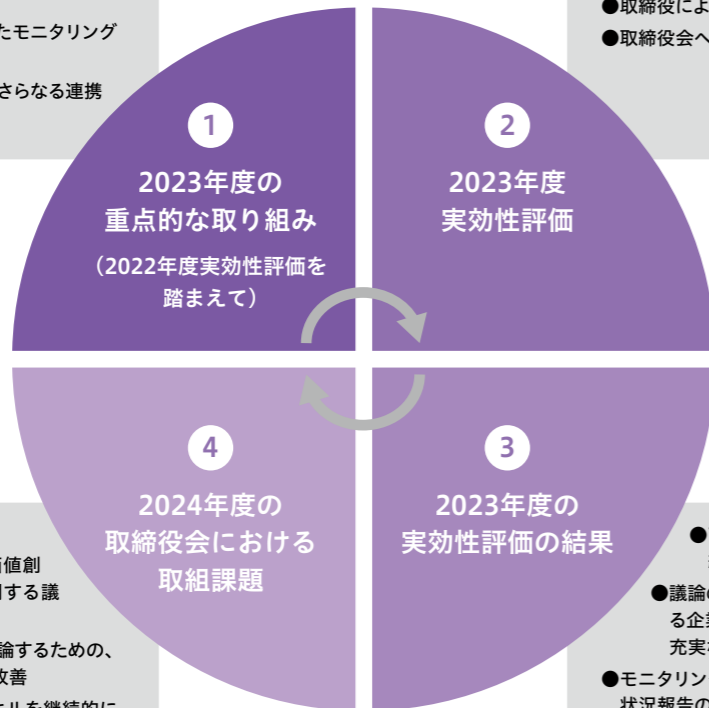 たモニタリング
さらなる連携
●取締役によ
●取締役会へ
1
2023年度の
重点的な取り組み
（2022年度実効性評価を
踏まえて）
2
2023年度
実効性評価
3
2023年度の
実効性評価の結果
4
2024年度の
取締役会における
取組課題
値創
する議
論するための、
改善
を継続的に
●
●議論の
る企業
充実
●モニタリン
状況報告の